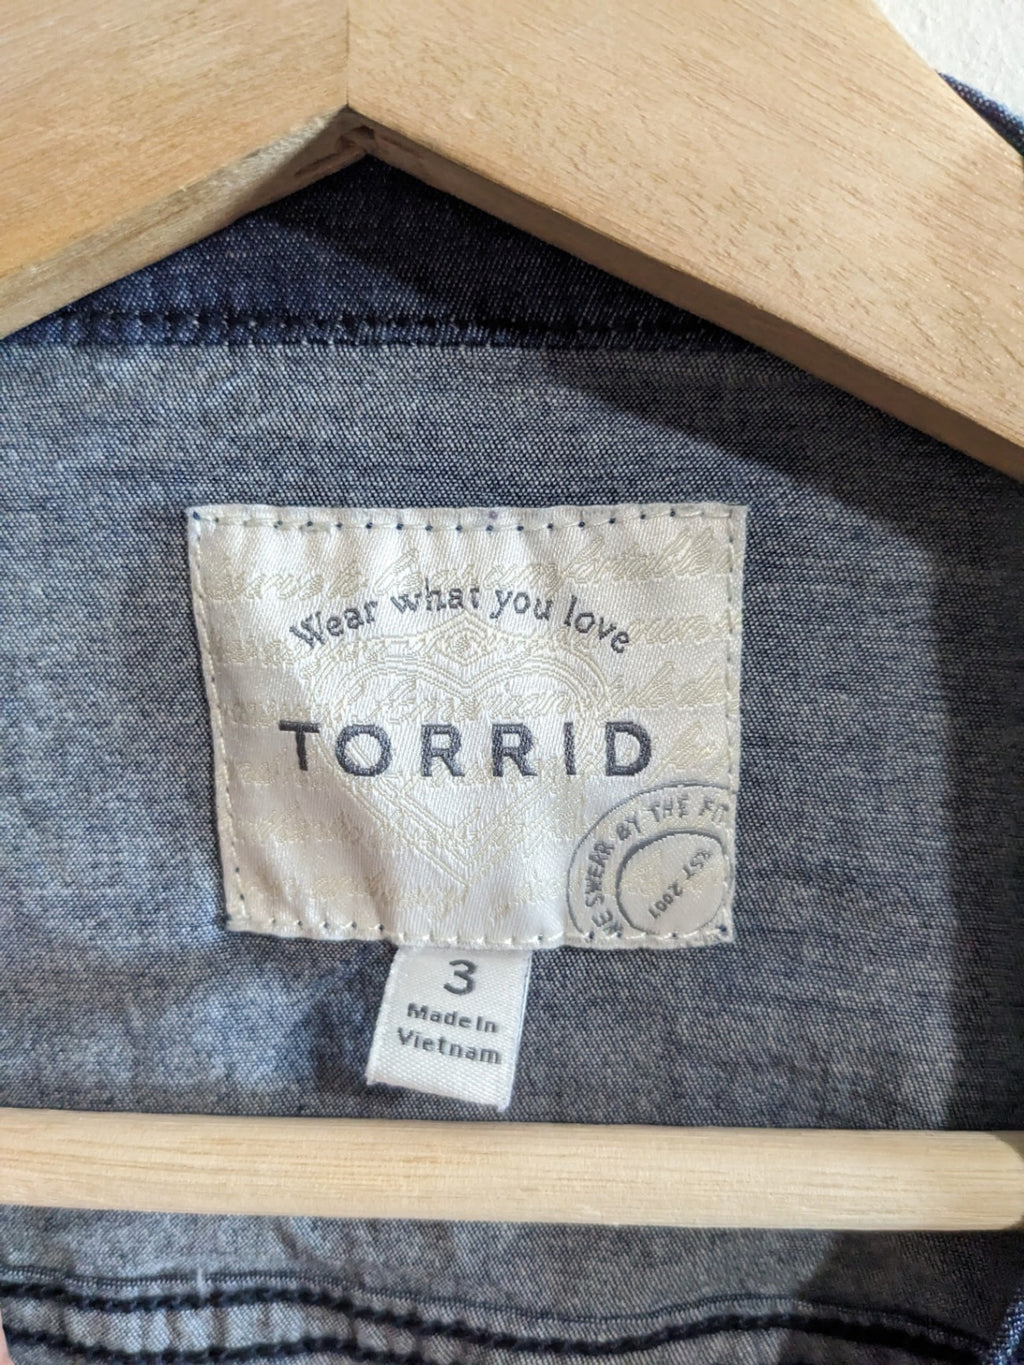 Wear what you love
TORRID
WE SWEAR BY THE FIT
EST 2001
3
Made In
Vietnam